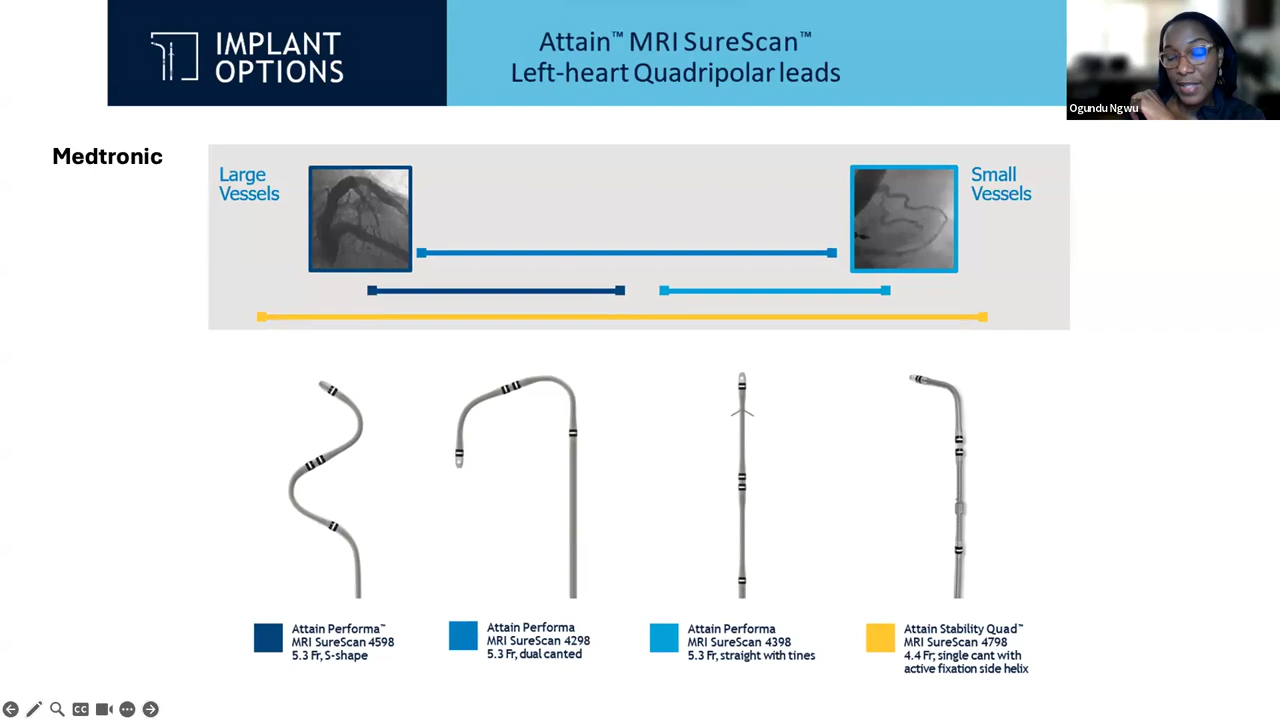 IMPLANT
OPTIONS
Attain™ MRI SureScan™
Left-heart Quadripolar leads
Ogundu Ngwu
Medtronic
Large
Vessels
Small
Vessels
Attain Performa™
MRI SureScan 4598
5.3 Fr, S-shape
Attain Performa
MRI SureScan 4298
5.3 Fr, dual canted
Attain Performa
MRI SureScan 4398
5.3 Fr, straight with tines
Attain Stability Quad™
MRI SureScan 4798
4.4 Fr; single cant with
active fixation side helix
CC